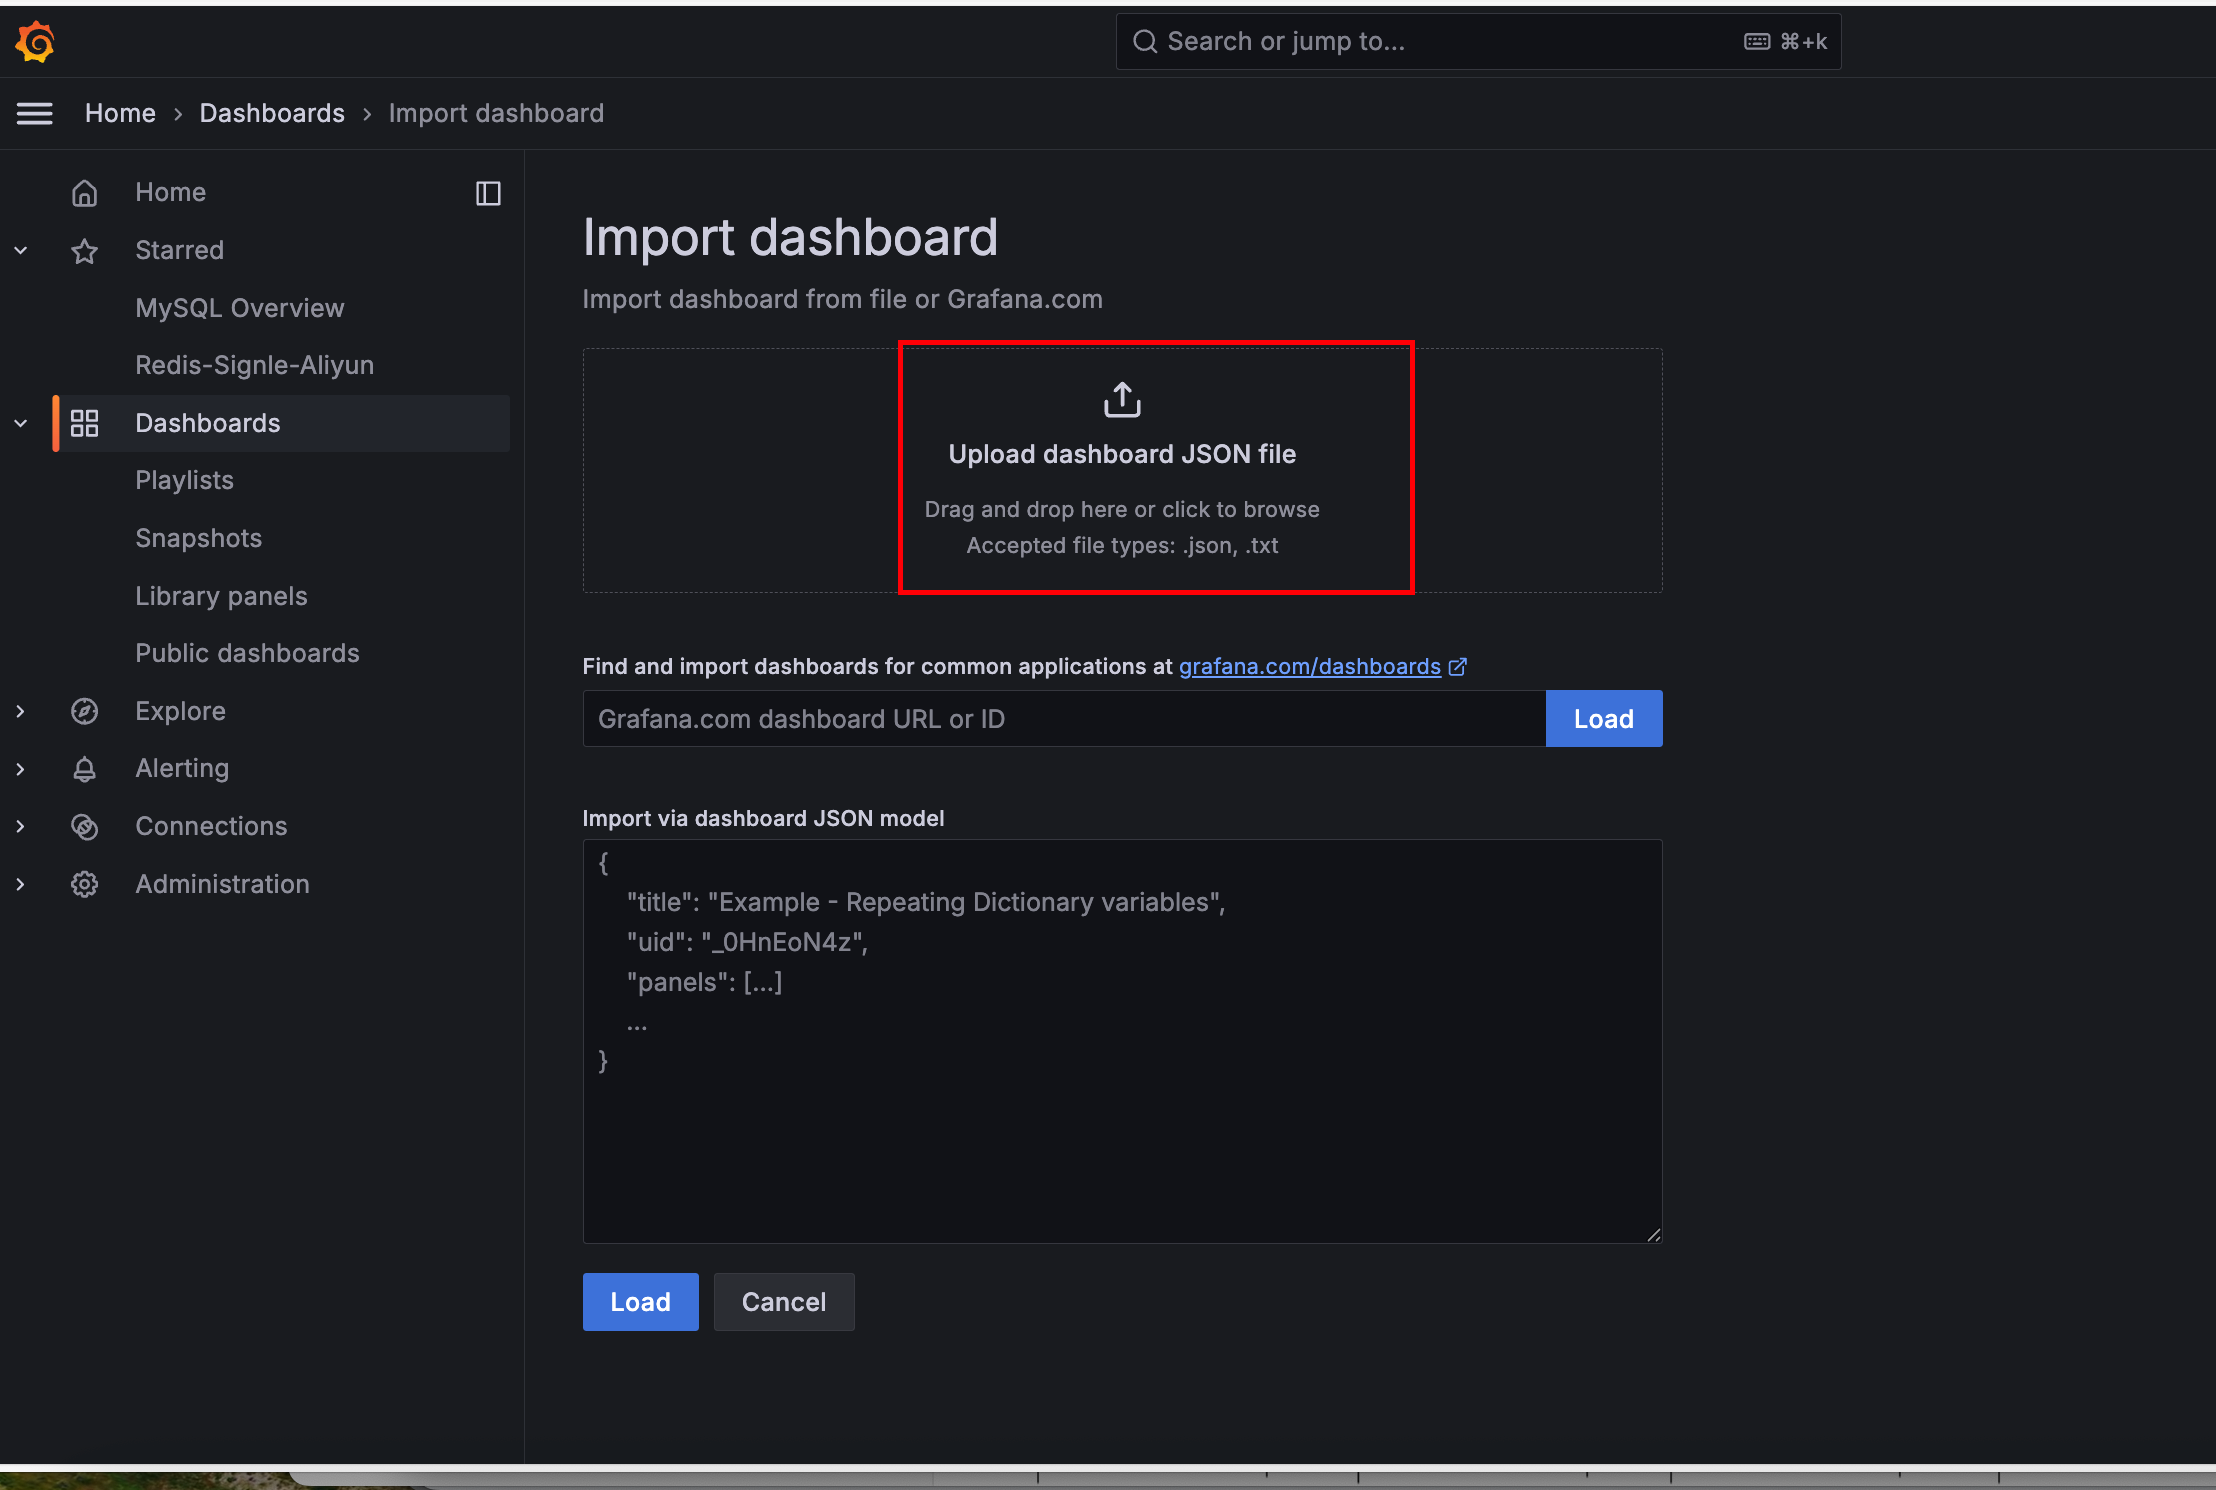 Search or jump to...
⌘+k
Home › Dashboards › Import dashboard
Home
Starred
MySQL Overview
Redis-Signle-Aliyun
Dashboards
Playlists
Snapshots
Library panels
Public dashboards
Explore
Alerting
Connections
Administration
Import dashboard
Import dashboard from file or Grafana.com
Upload dashboard JSON file
Drag and drop here or click to browse
Accepted file types: .json, .txt
Find and import dashboards for common applications at grafana.com/dashboards
Grafana.com dashboard URL or ID
Load
Import via dashboard JSON model
{
"title": "Example - Repeating Dictionary variables",
"uid": "_0HnEoN4z",
"panels": [...]
...
}
Load
Cancel